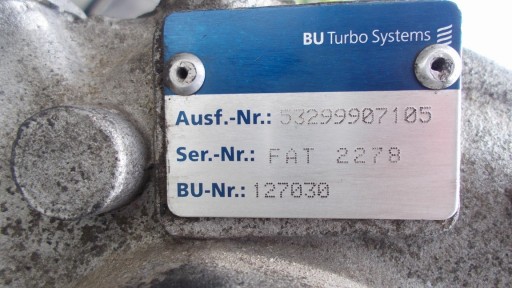 BU Turbo Systems
Ausf.-Nr.: 53299907105
Ser.-Nr.: FAT 2278
BU-Nr.: 127030